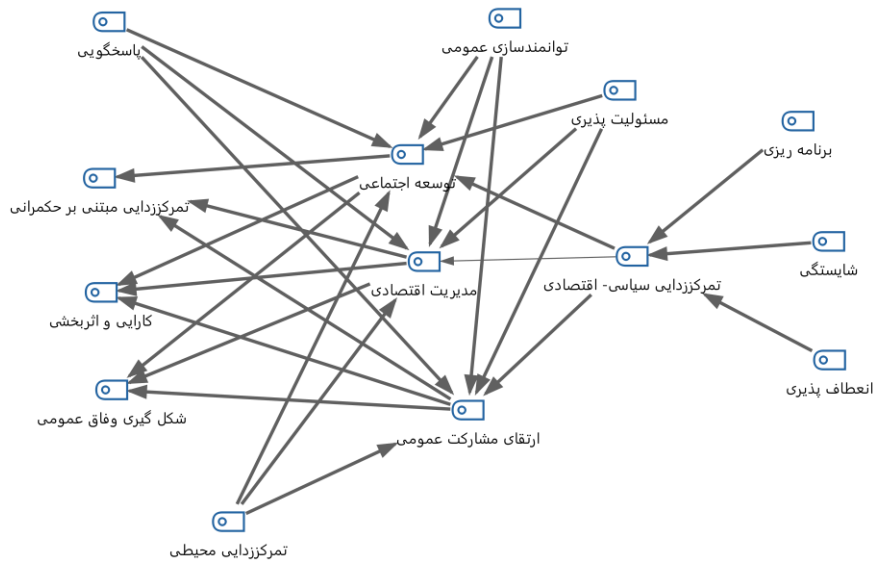 توانمندسازی عمومی
پاسخگویی
مسئولیت پذیری
برنامه ریزی
توسعه اجتماعی
تمرکززدایی مبتنی بر حکمرانی
شایستگی
تمرکززدایی سیاسی- اقتصادی
مدیریت اقتصادی
کارایی و اثربخشی
انعطاف پذیری
شکل گیری وفاق عمومی
ارتقای مشارکت عمومی
تمرکززدایی محیطی